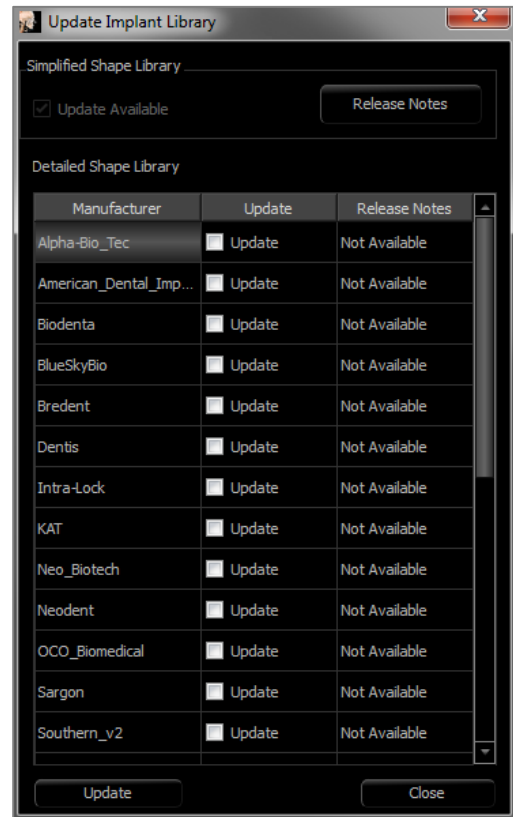 Update Implant Library
Simplified Shape Library
Update Available
Release Notes
Detailed Shape Library
Manufacturer Update Release Notes
Alpha-Bio_Tec Update Not Available
American_Dental_Imp... Update Not Available
Biodenta Update Not Available
BlueSkyBio Update Not Available
Bredent Update Not Available
Dentis Update Not Available
Intra-Lock Update Not Available
KAT Update Not Available
Neo_Biotech Update Not Available
Neodent Update Not Available
OCO_Biomedical Update Not Available
Sargon Update Not Available
Southern_v2 Update Not Available
Update Close